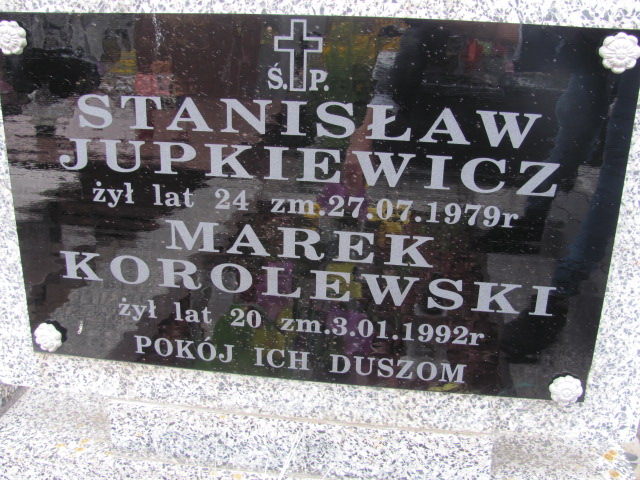 Ś.P.
STANISŁAW
JUPKIEWICZ
żył lat 24 zm.27.07.1979r
MAREK
KOROLEWSKI
żył lat 20 zm.3.01.1992r
POKÓJ ICH DUSZOM